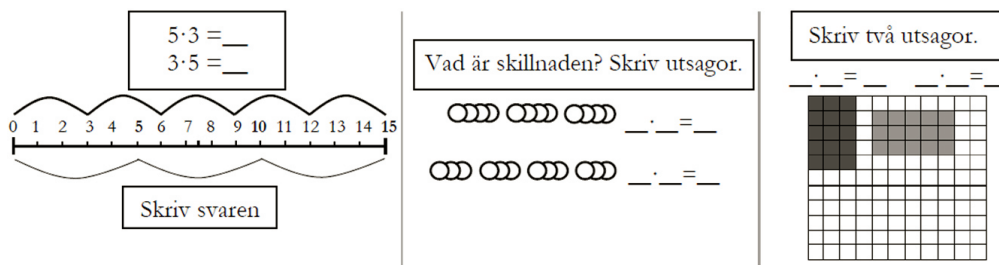 5·3 =__
3·5 =__
0 1 2 3 4 5 6 7 8 9 10 11 12 13 14 15
Skriv svaren
Vad är skillnaden? Skriv utsagor.
__·__=__
__·__=__
Skriv två utsagor.
__·__=__ __·__=__